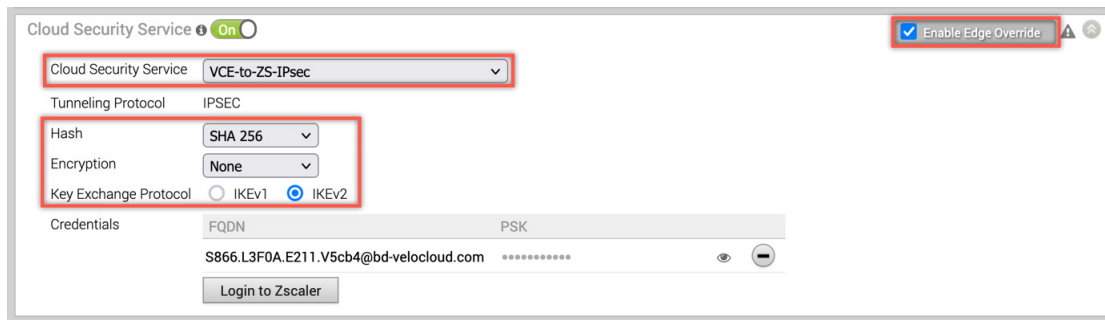 Cloud Security Service On Enable Edge Override
Cloud Security Service VCE-to-ZS-IPsec
Tunneling Protocol IPSEC
Hash SHA 256
Encryption None
Key Exchange Protocol IKEv1 IKEv2
Credentials FQDN PSK
S866.L3F0A.E211.V5cb4@bd-velocloud.com •••••••••••
Login to Zscaler